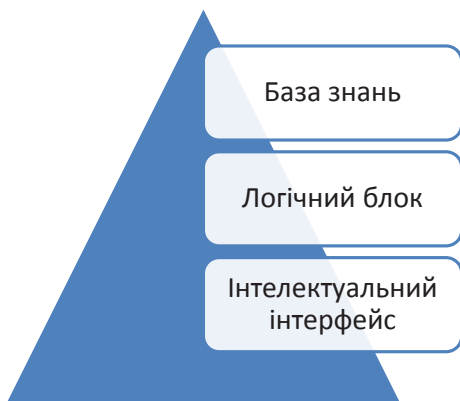 База знань
Логічний блок
Інтелектуальний
інтерфейс